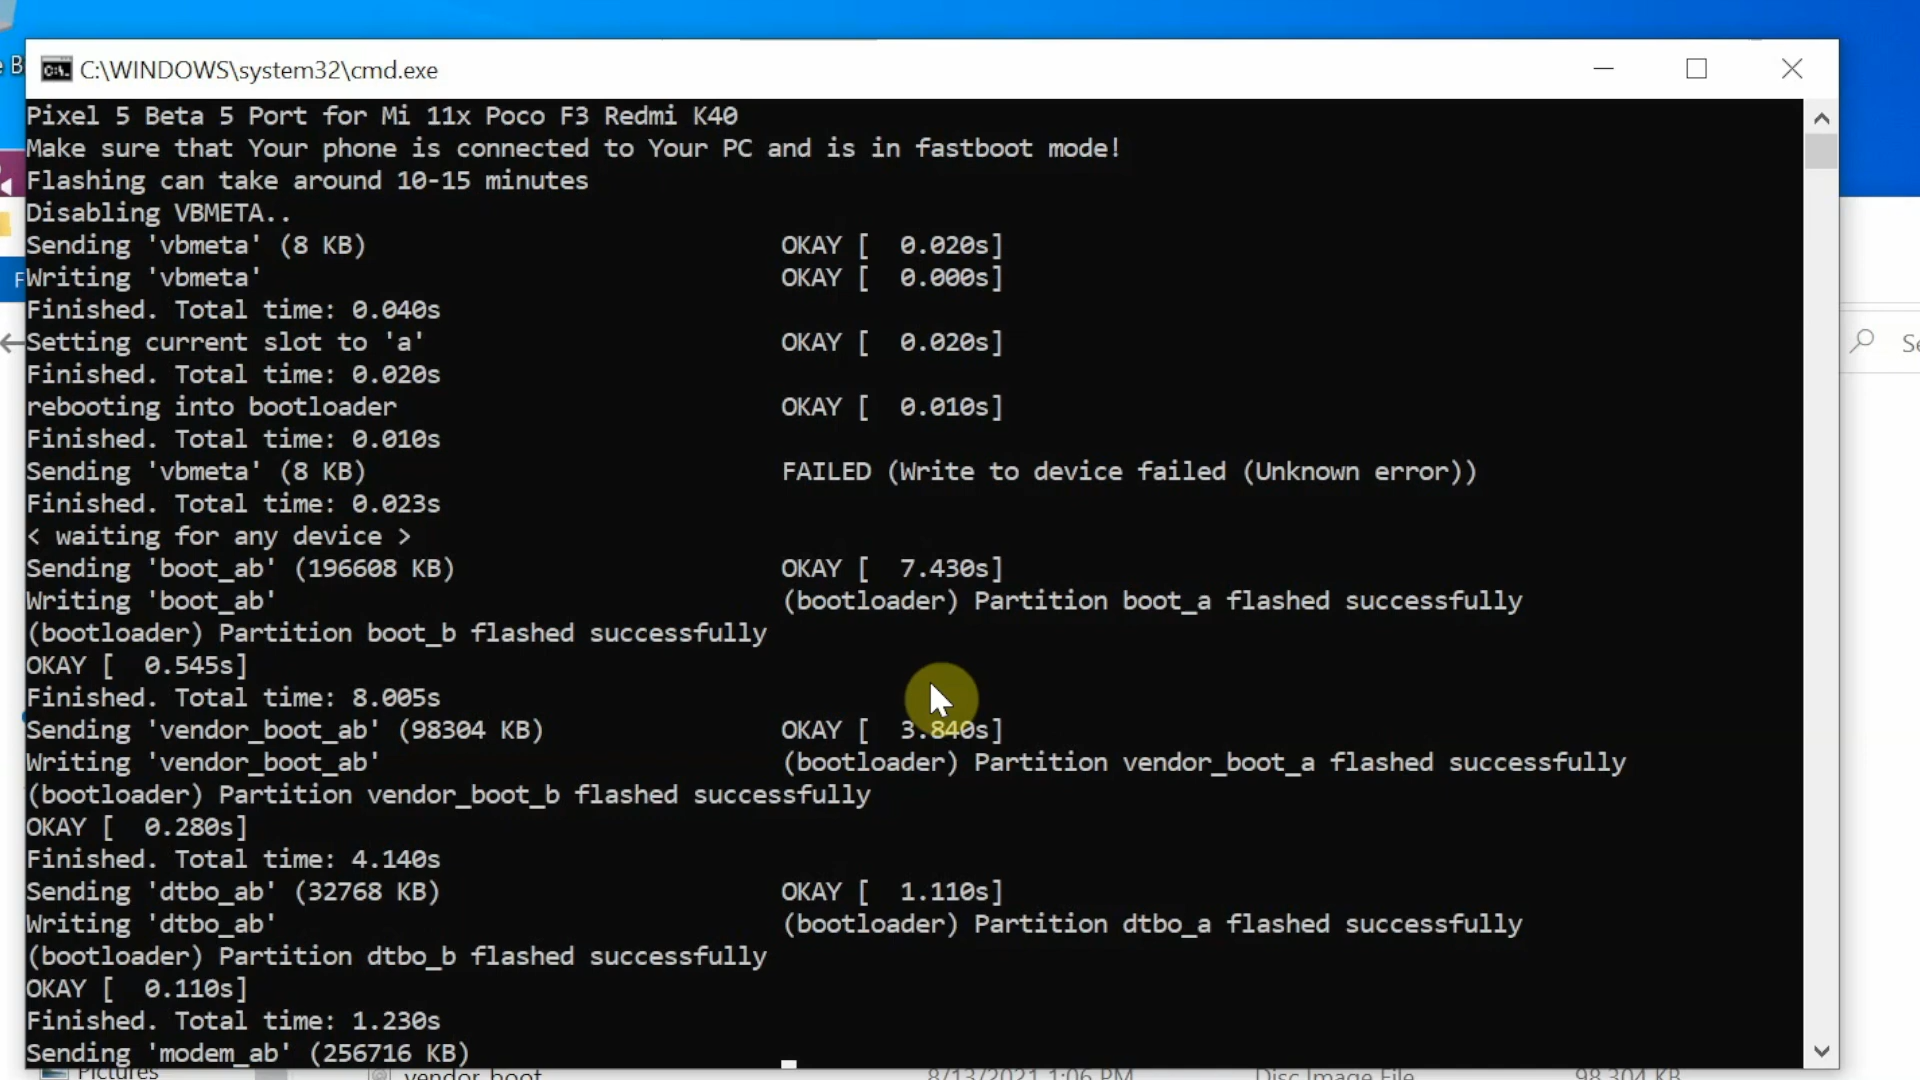 e B
C:\WINDOWS\system32\cmd.exe
Pixel 5 Beta 5 Port for Mi 11x Poco F3 Redmi K40
Make sure that Your phone is connected to Your PC and is in fastboot mode!
Flashing can take around 10-15 minutes
Disabling VBMETA..
Sending 'vbmeta' (8 KB) OKAY [ 0.020s]
Writing 'vbmeta' OKAY [ 0.000s]
Finished. Total time: 0.040s
Setting current slot to 'a' OKAY [ 0.020s]
Finished. Total time: 0.020s
rebooting into bootloader OKAY [ 0.010s]
Finished. Total time: 0.010s
Sending 'vbmeta' (8 KB) FAILED (Write to device failed (Unknown error))
Finished. Total time: 0.023s
< waiting for any device >
Sending 'boot_ab' (196608 KB) OKAY [ 7.430s]
Writing 'boot_ab' (bootloader) Partition boot_a flashed successfully
(bootloader) Partition boot_b flashed successfully
OKAY [ 0.545s]
Finished. Total time: 8.005s
Sending 'vendor_boot_ab' (98304 KB) OKAY [ 3.840s]
Writing 'vendor_boot_ab' (bootloader) Partition vendor_boot_a flashed successfully
(bootloader) Partition vendor_boot_b flashed successfully
OKAY [ 0.280s]
Finished. Total time: 4.140s
Sending 'dtbo_ab' (32768 KB) OKAY [ 1.110s]
Writing 'dtbo_ab' (bootloader) Partition dtbo_a flashed successfully
(bootloader) Partition dtbo_b flashed successfully
OKAY [ 0.110s]
Finished. Total time: 1.230s
Sending 'modem_ab' (256716 KB)
Pictures vendor_boot 8/13/2021 1:06 PM Disc Image File 98,304 KB